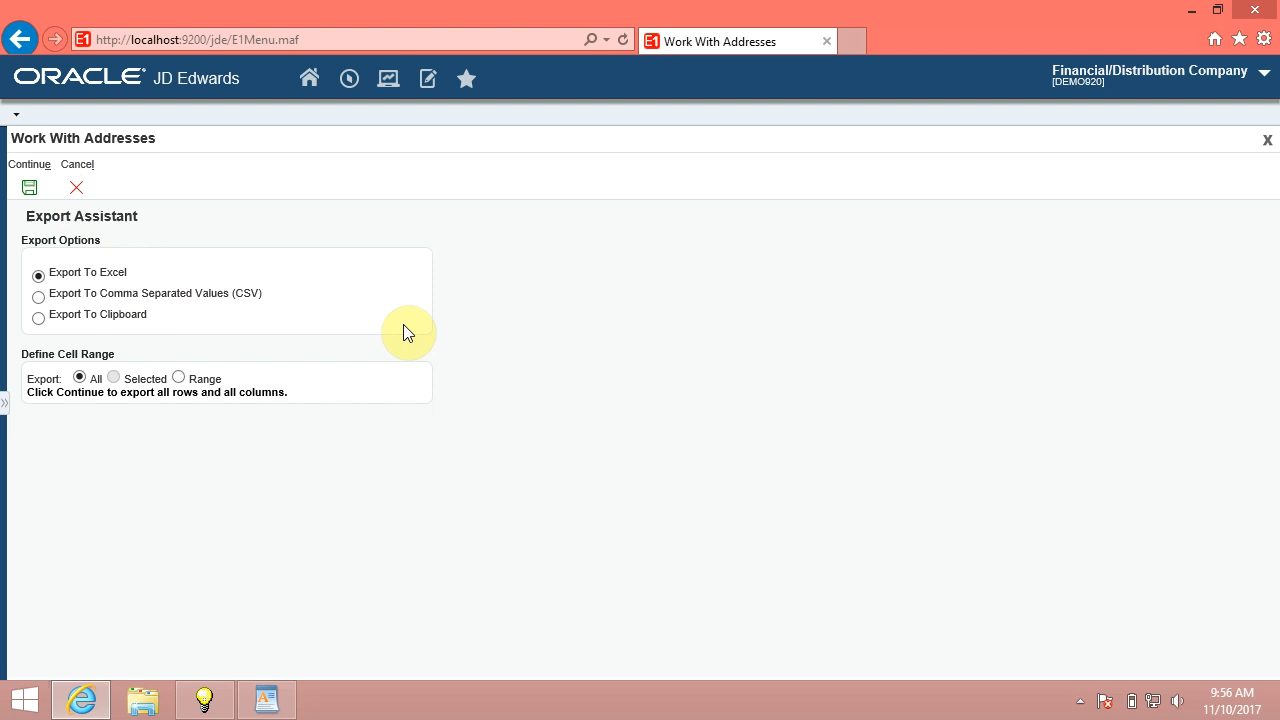 http://localhost:9200/jde/E1Menu.maf
E1 Work With Addresses
ORACLE JD Edwards
Financial/Distribution Company
[DEMO920]
Work With Addresses
X
Continue Cancel
Export Assistant
Export Options
Export To Excel
Export To Comma Separated Values (CSV)
Export To Clipboard
Define Cell Range
Export: All Selected Range
Click Continue to export all rows and all columns.
9:56 AM
11/10/2017